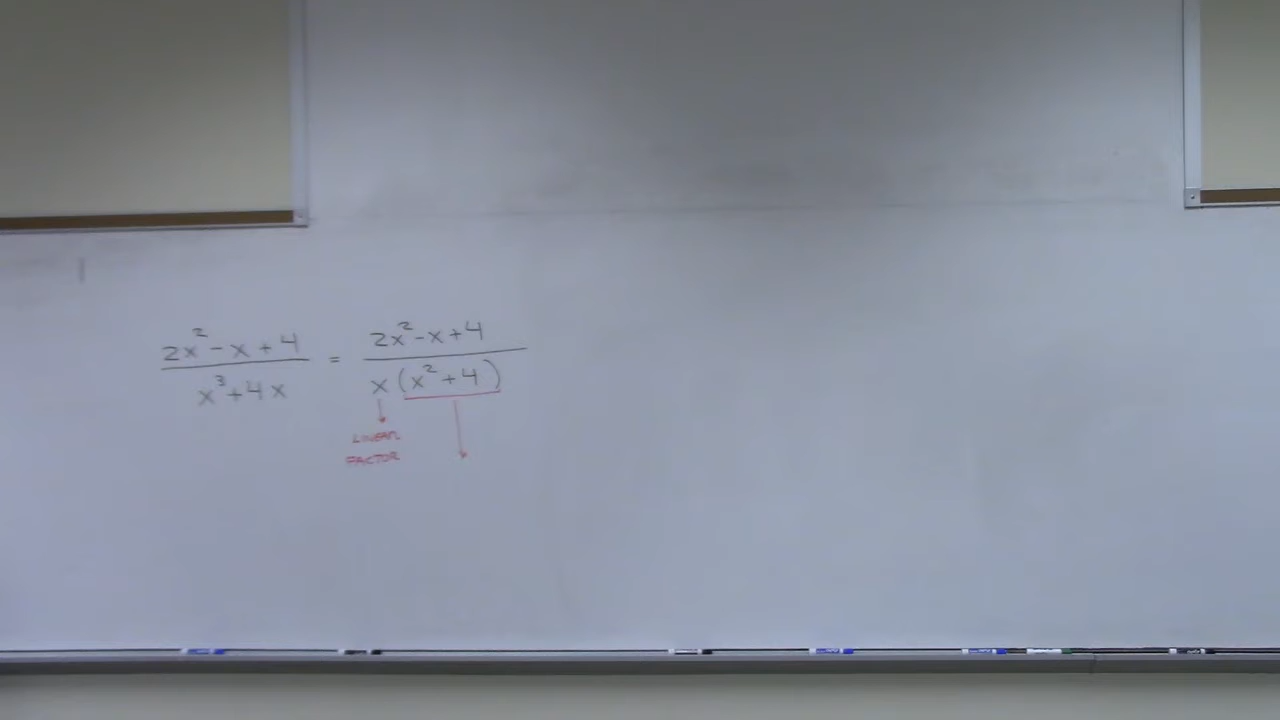 2x² - x + 4 / x³ + 4x = 2x² - x + 4 / x (x² + 4)
LINEAR
FACTOR